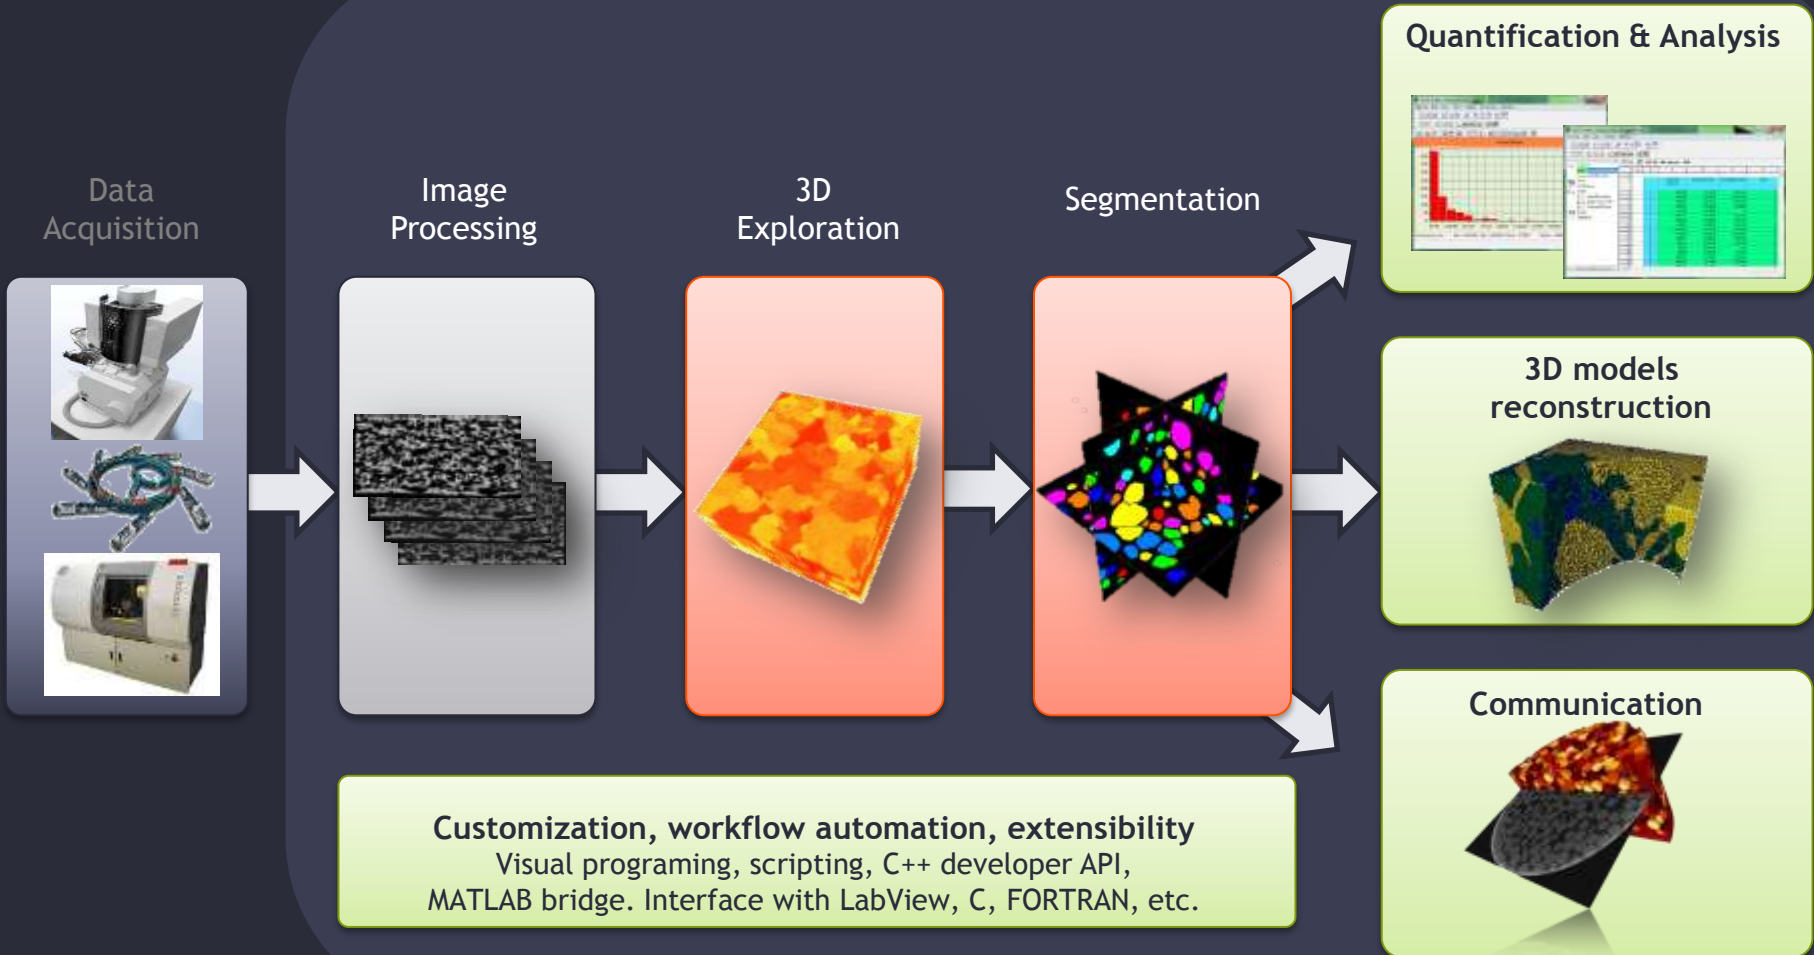 Data
Acquisition
Image
Processing
3D
Exploration
Segmentation
Quantification & Analysis
3D models
reconstruction
Communication
Customization, workflow automation, extensibility
Visual programing, scripting, C++ developer API,
MATLAB bridge. Interface with LabView, C, FORTRAN, etc.